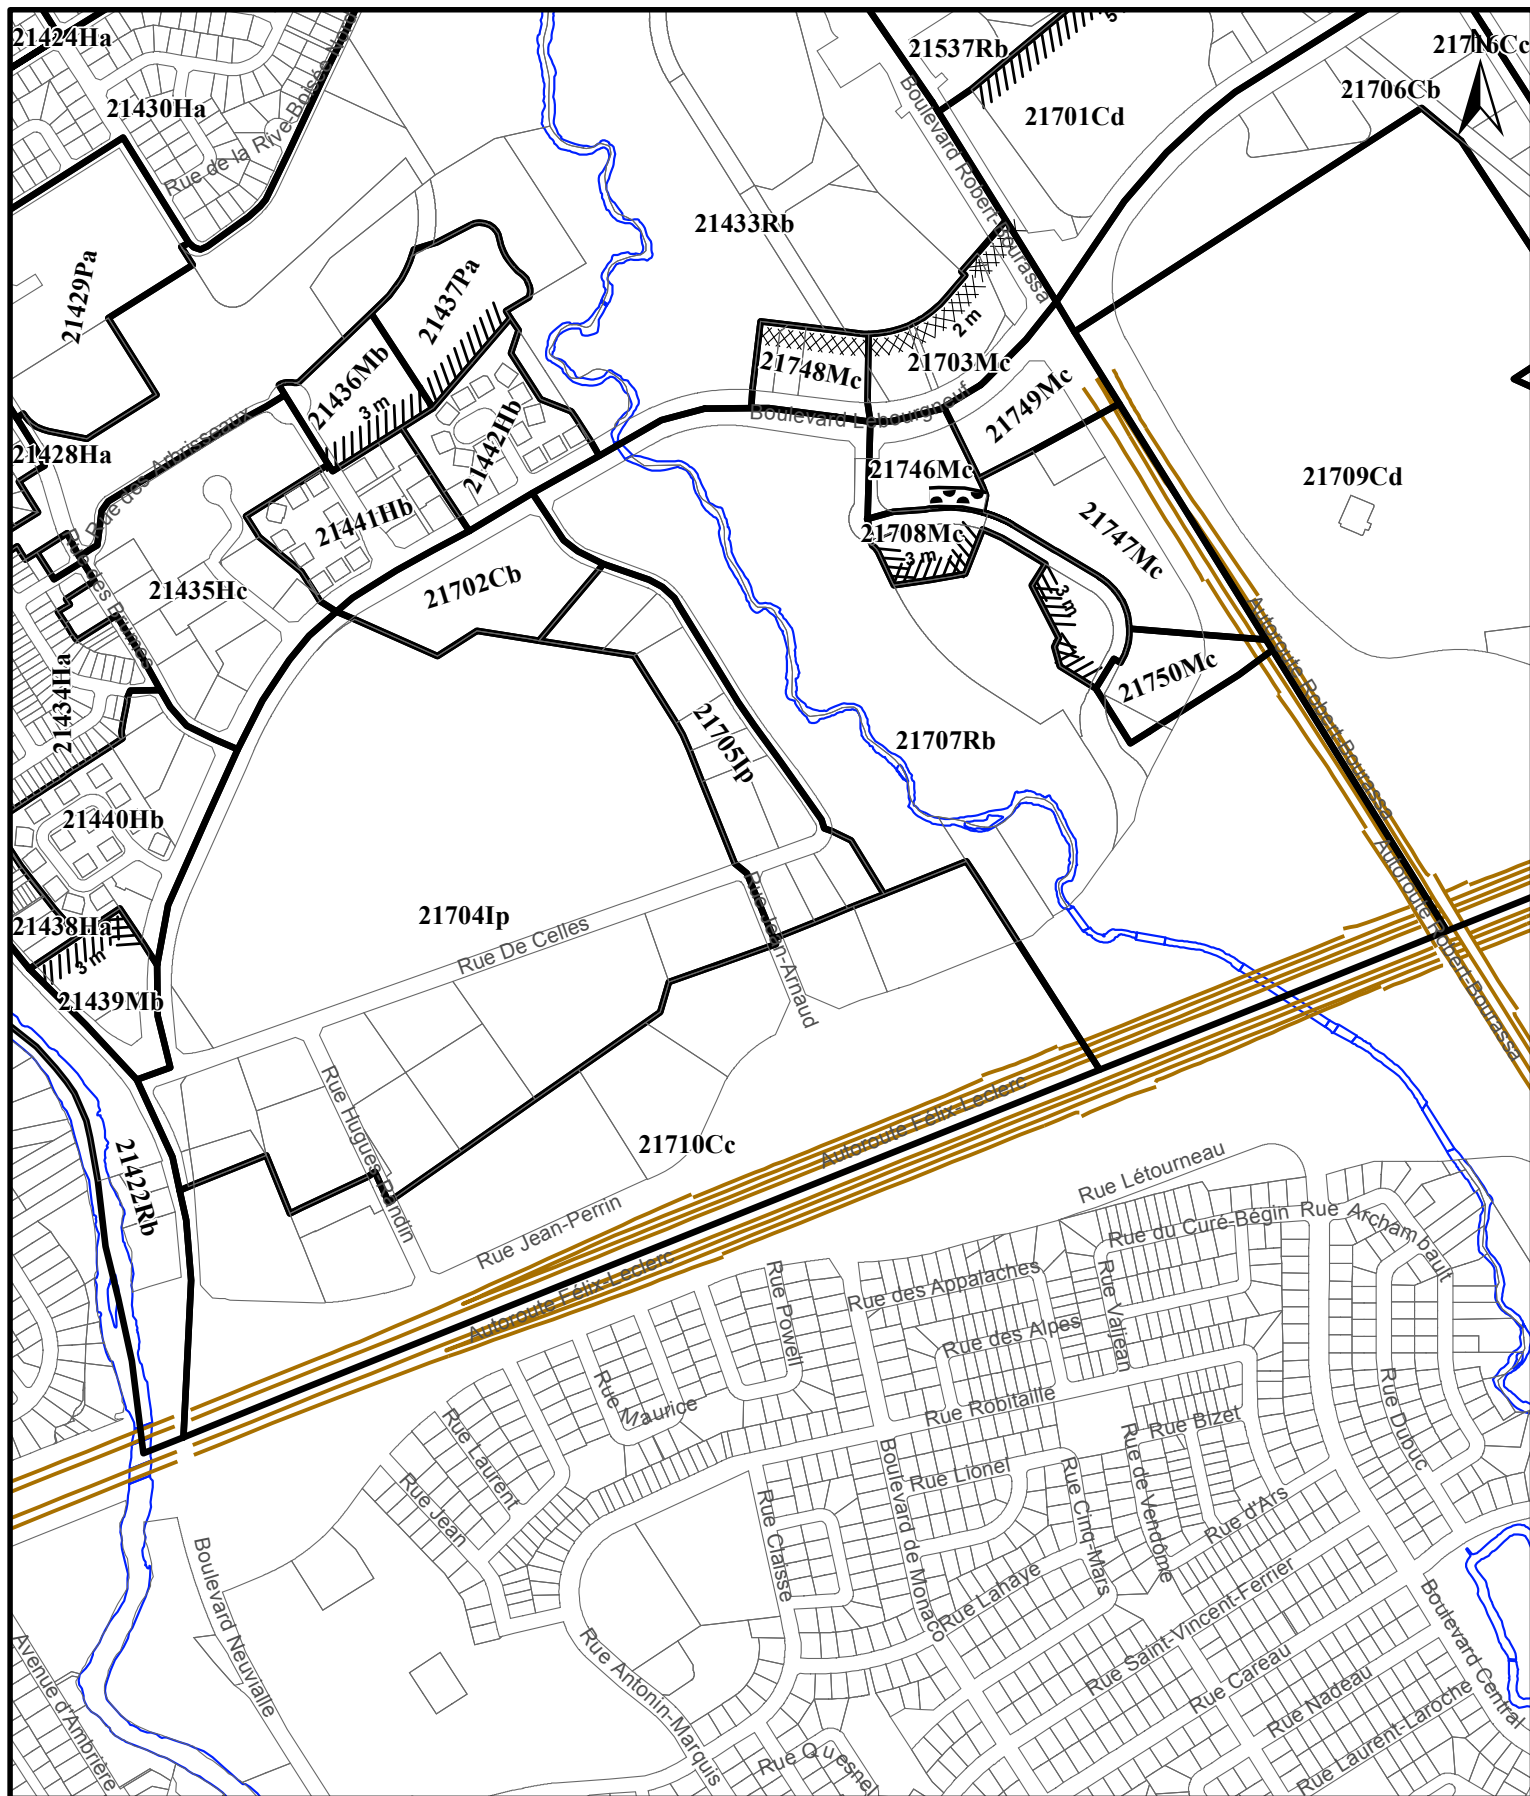 21424Ha
21430Ha
Rue de la Rive-Boisée Nord
21429Pa
21537Rb
21701Cd
21716Cc
21706Cb
Boulevard Robert-Bourassa
21433Rb
21437Pa
21436Mb
3 m
21442Hb
21748Mc
2 m
21703Mc
Boulevard Lebourgneuf
21749Mc
21428Ha
Rue des Arbrisseaux
21441Hb
21746Mc
21708Mc
3 m
21747Mc
21709Cd
Rue des Brumes
21435Hc
21702Cb
3 m
21434Ha
21705Ip
21707Rb
21750Mc
Autoroute Robert-Bourassa
21440Hb
21438Ha
3 m
21439Mb
21704Ip
Rue De Celles
Rue Jean-Arnaud
Autoroute Robert-Bourassa
21422Rb
Rue Hugues-Randin
21710Cc
Autoroute Félix-Leclerc
Rue Jean-Perrin
Autoroute Félix-Leclerc
Rue Létourneau
Rue du Curé-Bégin
Rue Archambault
Rue Powell
Rue des Appalaches
Rue Valjean
Rue des Alpes
Rue Maurice
Rue Robitaille
Rue Bizet
Rue Dubuc
Rue Laurent
Rue Jean
Rue Lionel
Boulevard de Monaco
Rue Cinq-Mars
Rue de Vendôme
Rue d'Ars
Rue Claisse
Boulevard Neuvialle
Rue Lahaye
Rue Saint-Vincent-Ferrier
Boulevard Central
Avenue d'Ambrière
Rue Antonin-Marquis
Rue Careau
Rue Nadeau
Rue Laurent-Laroche
Rue Quesnel